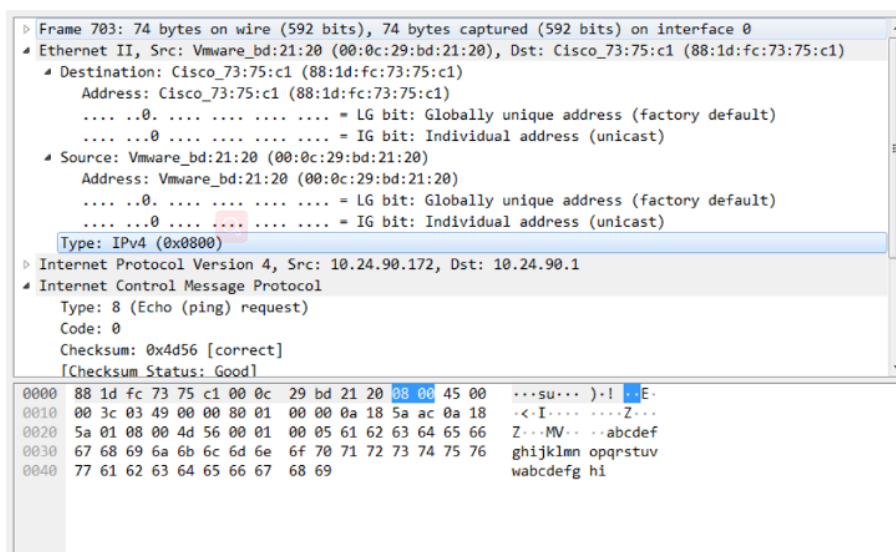 Frame 703: 74 bytes on wire (592 bits), 74 bytes captured (592 bits) on interface 0
Ethernet II, Src: Vmware_bd:21:20 (00:0c:29:bd:21:20), Dst: Cisco_73:75:c1 (88:1d:fc:73:75:c1)
Destination: Cisco_73:75:c1 (88:1d:fc:73:75:c1)
Address: Cisco_73:75:c1 (88:1d:fc:73:75:c1)
.... ..0. .... .... .... .... = LG bit: Globally unique address (factory default)
.... ...0 .... .... .... .... = IG bit: Individual address (unicast)
Source: Vmware_bd:21:20 (00:0c:29:bd:21:20)
Address: Vmware_bd:21:20 (00:0c:29:bd:21:20)
.... ..0. .... .... .... .... = LG bit: Globally unique address (factory default)
.... ...0 .... .... .... .... = IG bit: Individual address (unicast)
Type: IPv4 (0x0800)
Internet Protocol Version 4, Src: 10.24.90.172, Dst: 10.24.90.1
Internet Control Message Protocol
Type: 8 (Echo (ping) request)
Code: 0
Checksum: 0x4d56 [correct]
[Checksum Status: Good]
0000 88 1d fc 73 75 c1 00 0c 29 bd 21 20 08 00 45 00 ···su··· )·! ··E·
0010 00 3c 03 49 00 00 80 01 00 00 0a 18 5a ac 0a 18 ·<·I···· ····Z···
0020 5a 01 08 00 4d 56 00 01 00 05 61 62 63 64 65 66 Z···MV·· ··abcdef
0030 67 68 69 6a 6b 6c 6d 6e 6f 70 71 72 73 74 75 76 ghijklmn opqrstuv
0040 77 61 62 63 64 65 66 67 68 69 wabcdefg hi